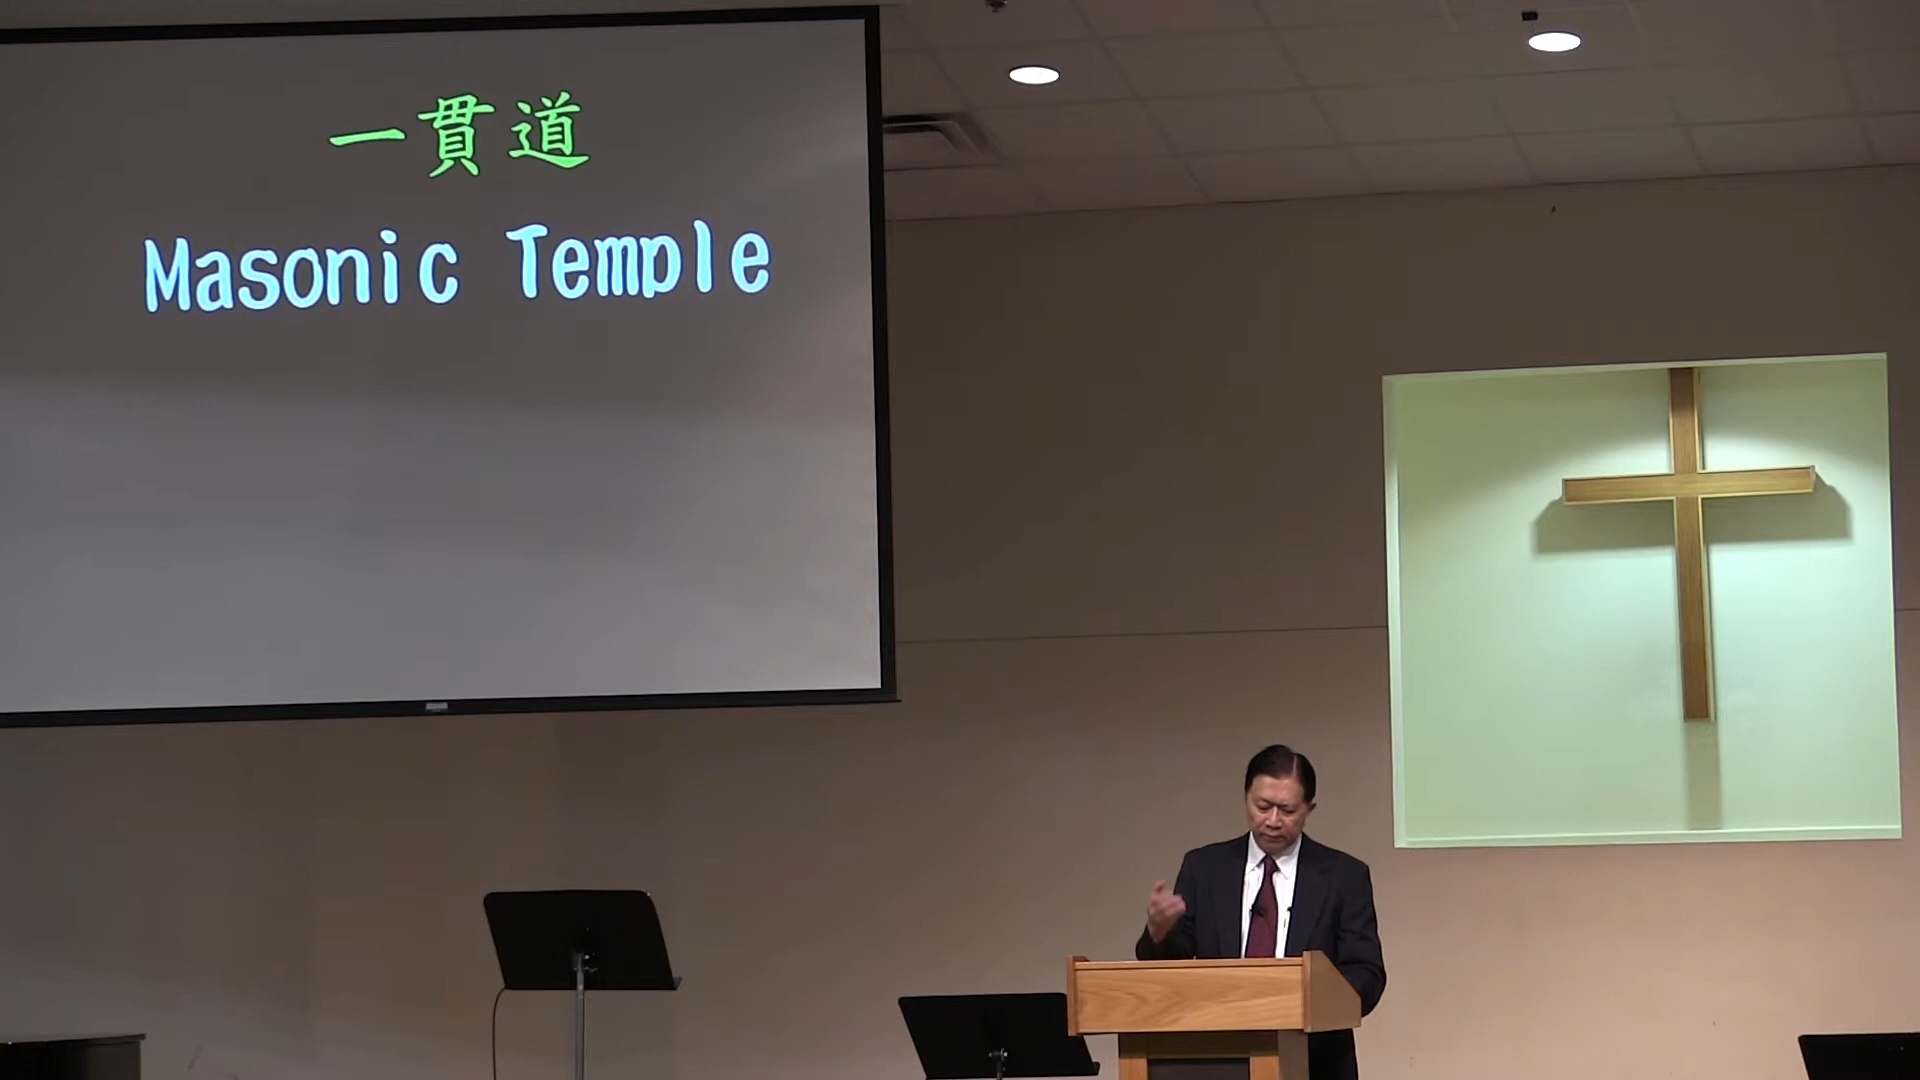 一貫道
Masonic Temple